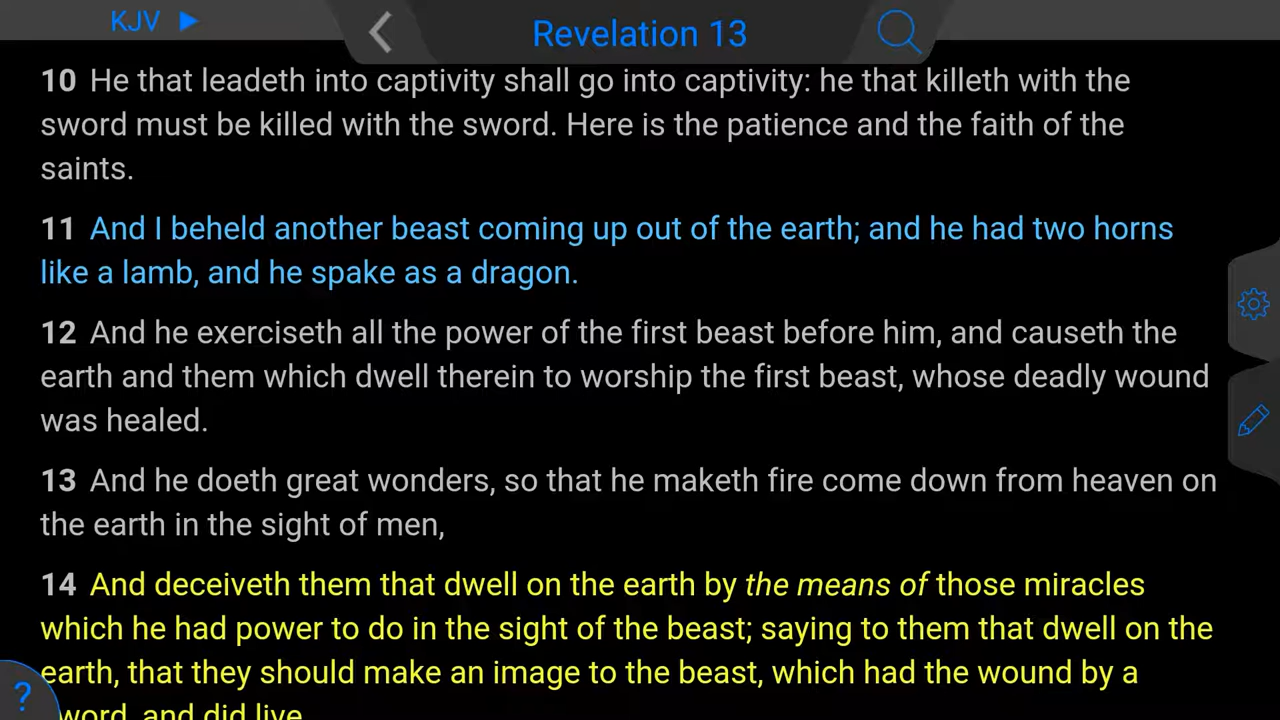 KJV
Revelation 13
10 He that leadeth into captivity shall go into captivity: he that killeth with the
sword must be killed with the sword. Here is the patience and the faith of the
saints.
11 And I beheld another beast coming up out of the earth; and he had two horns
like a lamb, and he spake as a dragon.
12 And he exerciseth all the power of the first beast before him, and causeth the
earth and them which dwell therein to worship the first beast, whose deadly wound
was healed.
13 And he doeth great wonders, so that he maketh fire come down from heaven on
the earth in the sight of men,
14 And deceiveth them that dwell on the earth by the means of those miracles
which he had power to do in the sight of the beast; saying to them that dwell on the
earth, that they should make an image to the beast, which had the wound by a
sword, and did live.
?